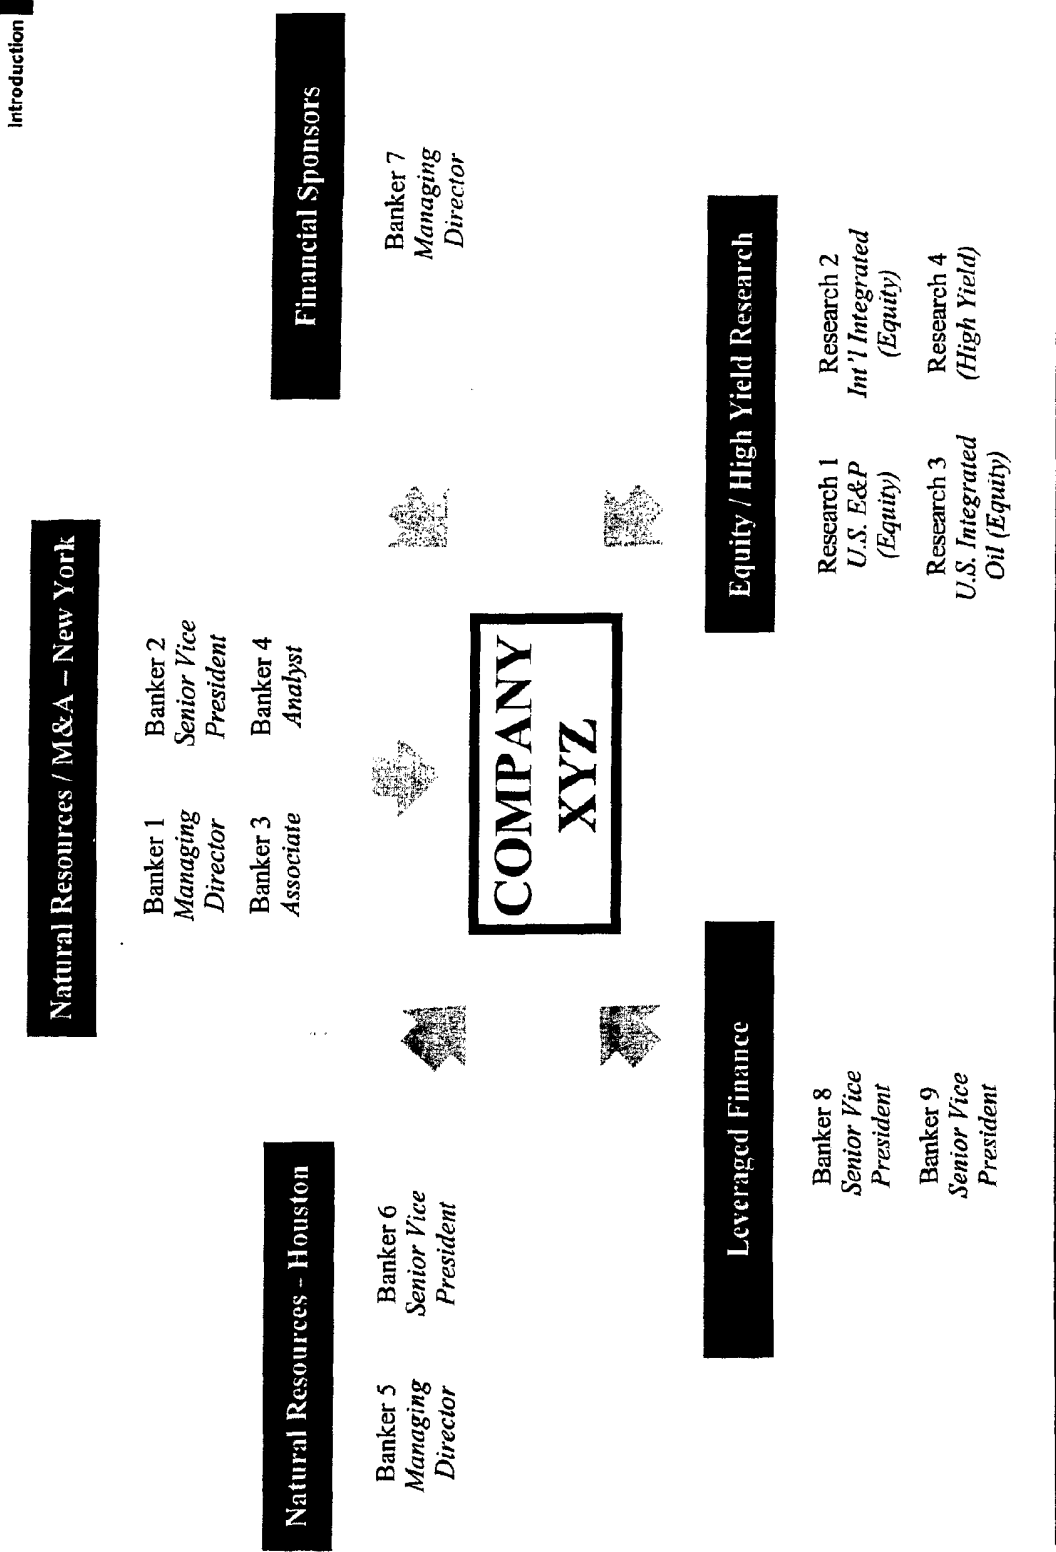 Introduction
Natural Resources / M&A – New York
Banker 1
Managing
Director
Banker 2
Senior Vice
President
Banker 3
Associate
Banker 4
Analyst
Natural Resources - Houston
Banker 5
Managing
Director
Banker 6
Senior Vice
President
Financial Sponsors
Banker 7
Managing
Director
COMPANY
XYZ
Leveraged Finance
Banker 8
Senior Vice
President
Banker 9
Senior Vice
President
Equity / High Yield Research
Research 1
U.S. E&P
(Equity)
Research 2
Int'l Integrated
(Equity)
Research 3
U.S. Integrated
Oil (Equity)
Research 4
(High Yield)